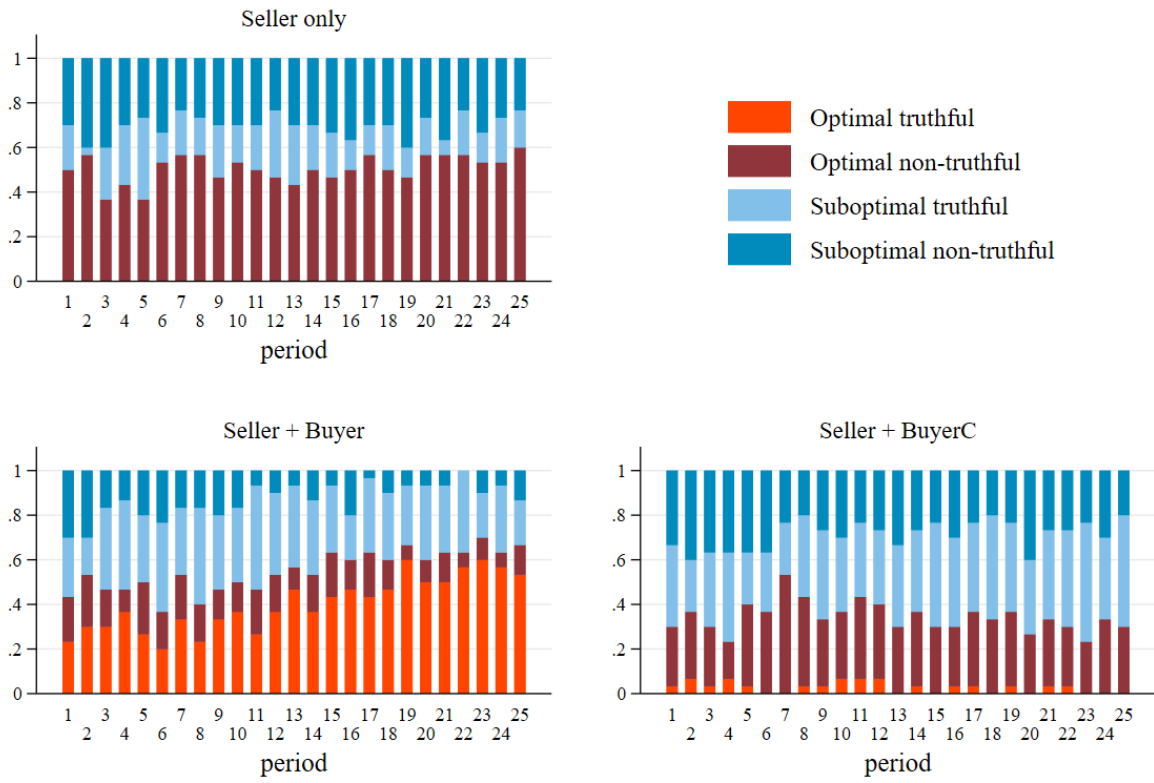 Seller only
1
.8
.6
.4
.2
0
1 3 5 7 9 11 13 15 17 19 21 23 25
2 4 6 8 10 12 14 16 18 20 22 24
period
Optimal truthful
Optimal non-truthful
Suboptimal truthful
Suboptimal non-truthful
Seller + Buyer
1
.8
.6
.4
.2
0
1 3 5 7 9 11 13 15 17 19 21 23 25
2 4 6 8 10 12 14 16 18 20 22 24
period
Seller + BuyerC
1
.8
.6
.4
.2
0
1 3 5 7 9 11 13 15 17 19 21 23 25
2 4 6 8 10 12 14 16 18 20 22 24
period